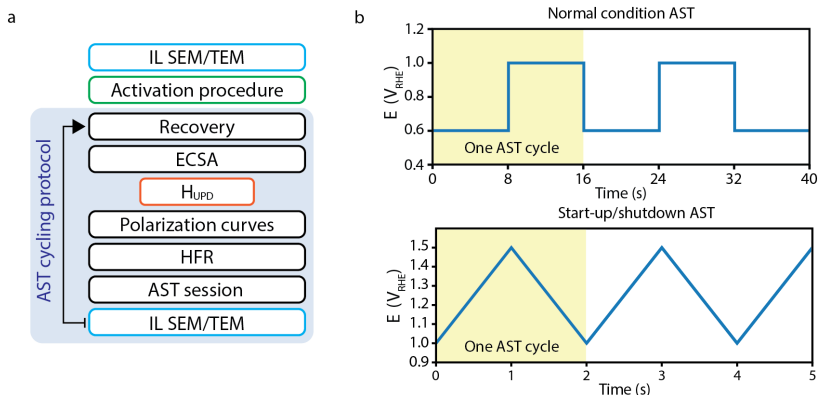 a
IL SEM/TEM
Activation procedure
AST cycling protocol
Recovery
ECSA
H_UPD
Polarization curves
HFR
AST session
IL SEM/TEM
b
Normal condition AST
E (V_RHE)
1.2
1.0
0.8
0.6
0.4
One AST cycle
0 8 16 24 32 40
Time (s)
Start-up/shutdown AST
E (V_RHE)
1.5
1.4
1.3
1.2
1.1
1.0
0.9
One AST cycle
0 1 2 3 4 5
Time (s)